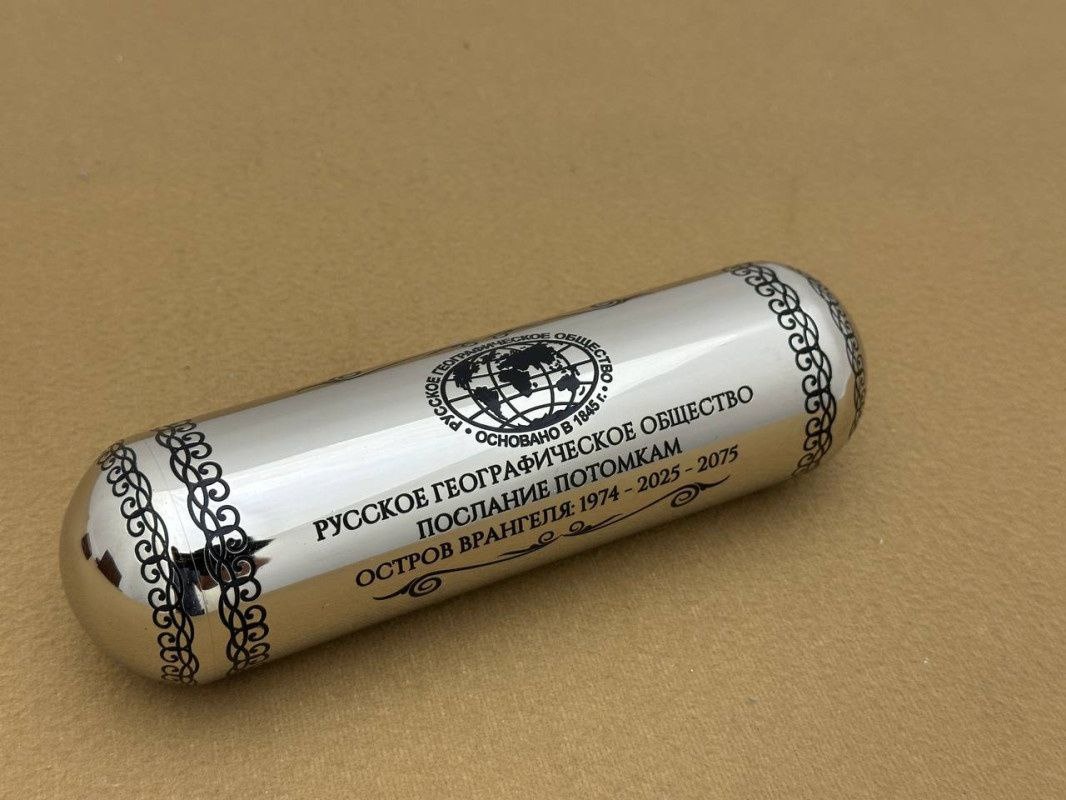 РУССКОЕ ГЕОГРАФИЧЕСКОЕ ОБЩЕСТВО
• ОСНОВАНО В 1845 г. •
РУССКОЕ ГЕОГРАФИЧЕСКОЕ ОБЩЕСТВО
ПОСЛАНИЕ ПОТОМКАМ
ОСТРОВ ВРАНГЕЛЯ: 1974 - 2025 - 2075